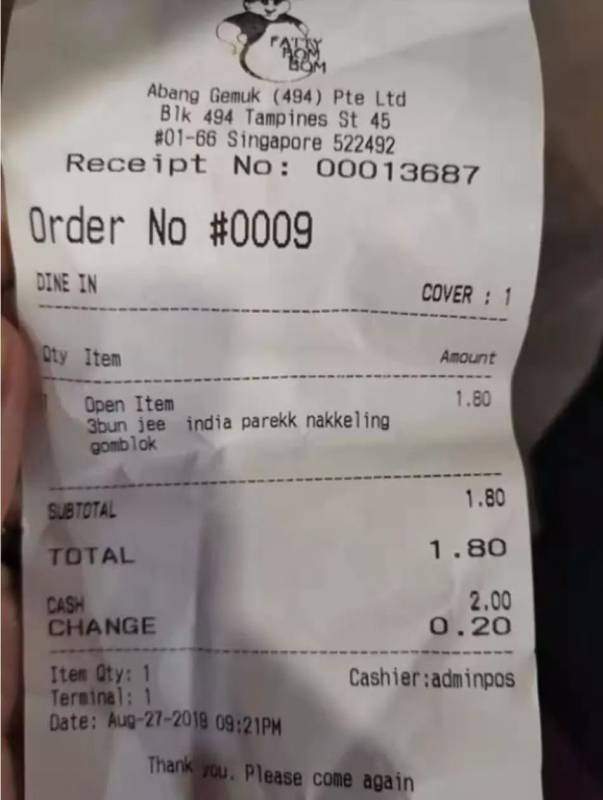 FATTY
BOM
BOM
Abang Gemuk (494) Pte Ltd
Blk 494 Tampines St 45
#01-66 Singapore 522492
Receipt No: 00013687
Order No #0009
DINE IN COVER : 1
Qty Item Amount
Open Item 1.80
3bun jee india parekk nakkeling
gomblok
SUBTOTAL 1.80
TOTAL 1.80
CASH 2.00
CHANGE 0.20
Item Qty: 1 Cashier:adminpos
Terminal: 1
Date: Aug-27-2019 09:21PM
Thank you. Please come again